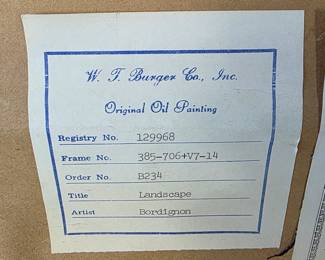 W. T. Burger Co., Inc.
Original Oil Painting
Registry No. 129968
Frame No. 385-706+V7-14
Order No. B234
Title Landscape
Artist Bordignon